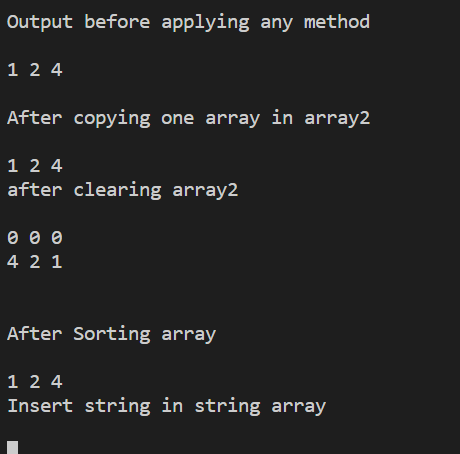 Output before applying any method
1 2 4
After copying one array in array2
1 2 4
after clearing array2
0 0 0
4 2 1
After Sorting array
1 2 4
Insert string in string array